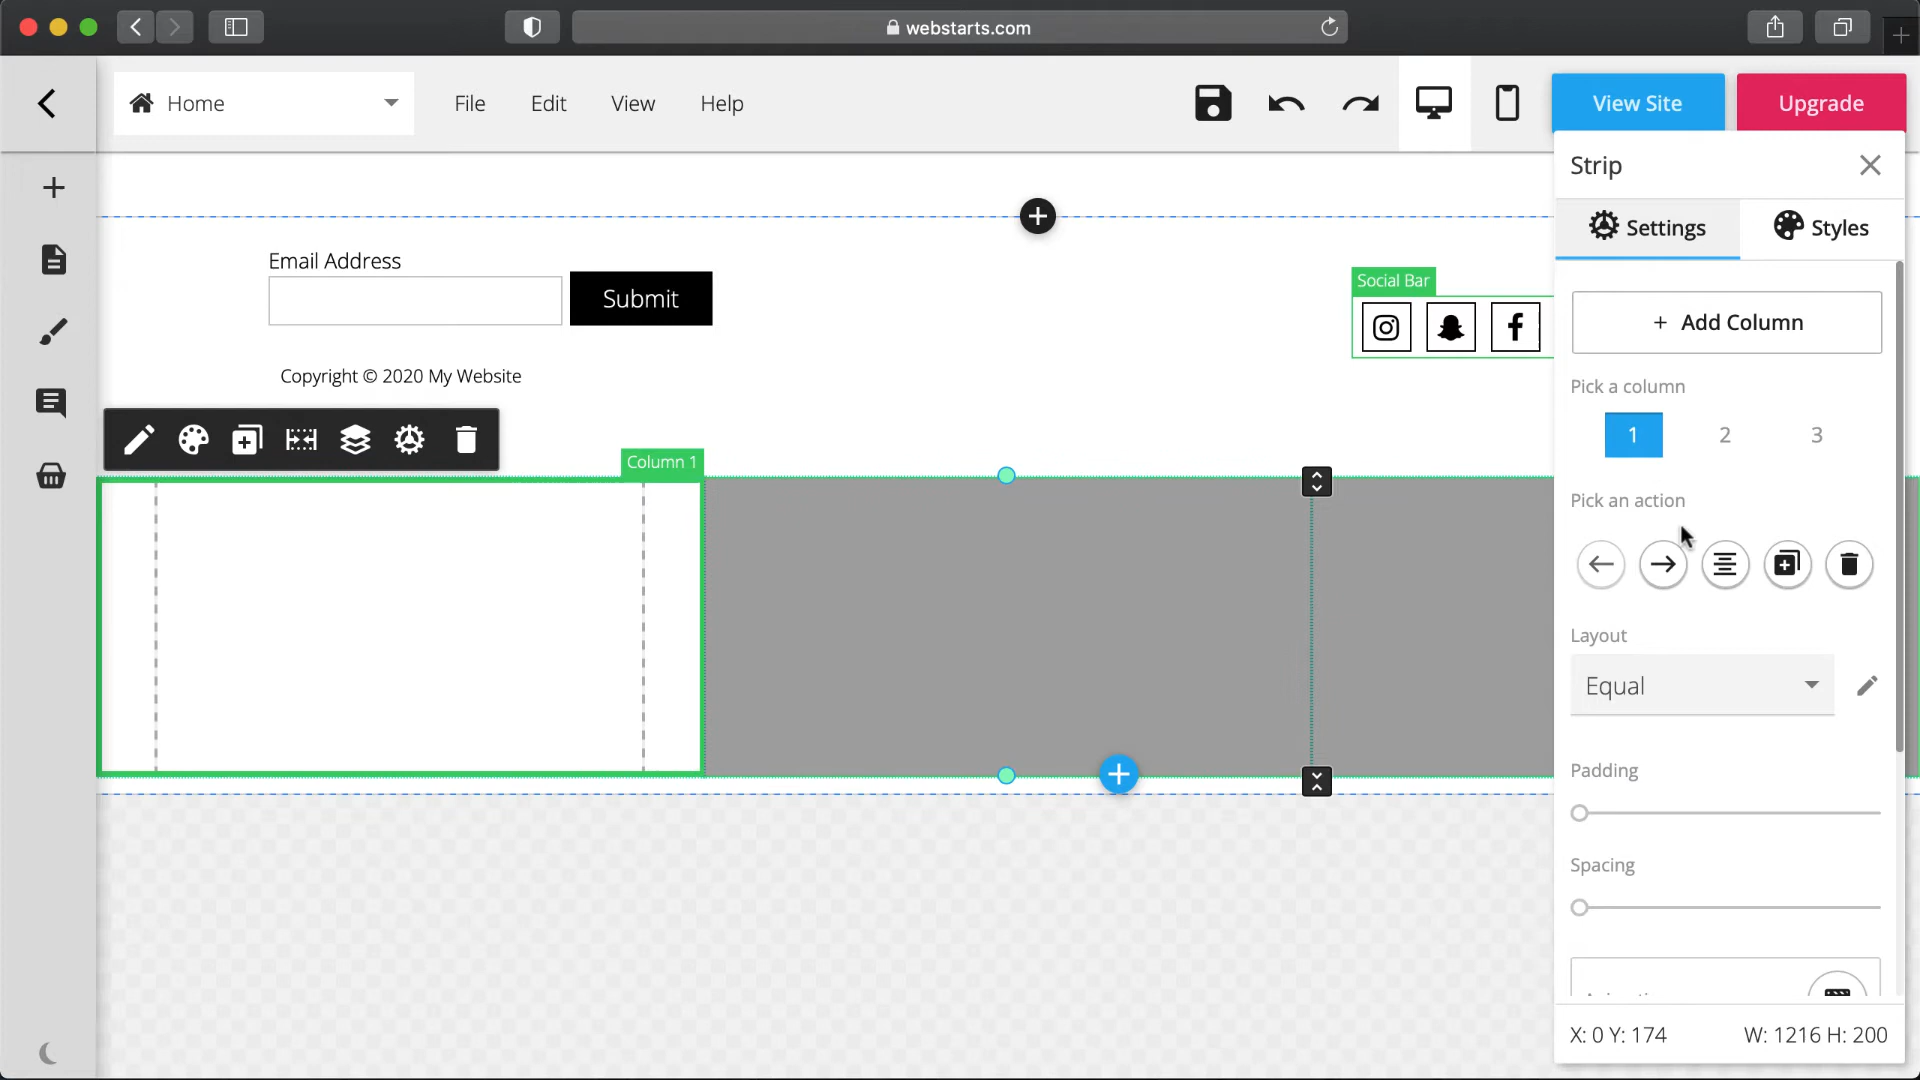 webstarts.com
Home
File
Edit
View
Help
View Site
Upgrade
Strip
Settings
Styles
Email Address
Submit
Social Bar
+ Add Column
Copyright © 2020 My Website
Pick a column
1
2
3
Column 1
Pick an action
Layout
Equal
Padding
Spacing
X: 0 Y: 174
W: 1216 H: 200